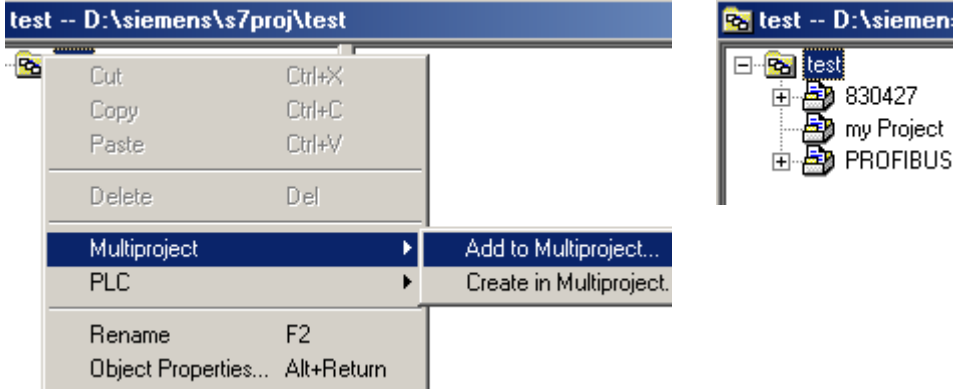 test -- D:\siemens\s7proj\test
Cut Ctrl+X
Copy Ctrl+C
Paste Ctrl+V
Delete Del
Multiproject
Add to Multiproject...
PLC
Create in Multiproject.
Rename F2
Object Properties... Alt+Return
test -- D:\siemens
test
830427
my Project
PROFIBUS